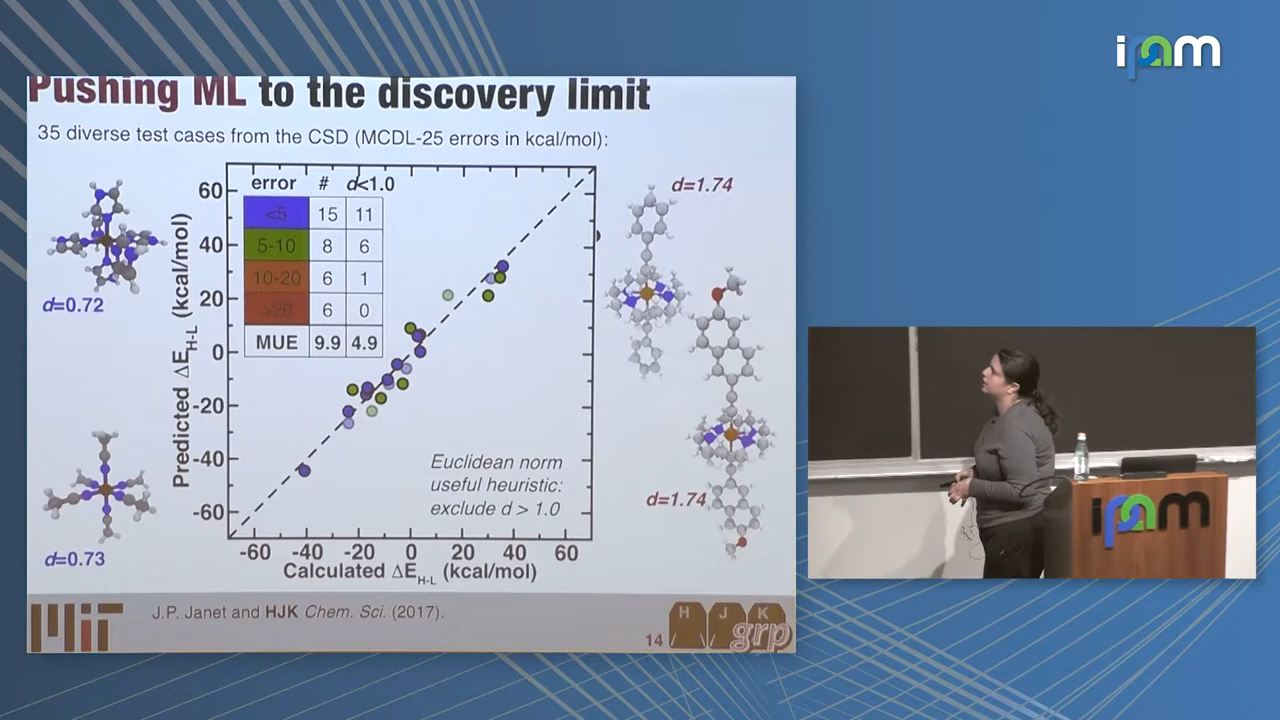 ipam
Pushing ML to the discovery limit
35 diverse test cases from the CSD (MCDL-25 errors in kcal/mol):
error # d<1.0
<5 15 11
5-10 8 6
10-20 6 1
>20 6 0
MUE 9.9 4.9
60
40
20
0
-20
-40
-60
Predicted ΔE_H-L (kcal/mol)
-60 -40 -20 0 20 40 60
Calculated ΔE_H-L (kcal/mol)
Euclidean norm
useful heuristic:
exclude d > 1.0
d=0.72
d=0.73
d=1.74
d=1.74
MIT
J.P. Janet and HJK Chem. Sci. (2017).
14
H J K
grp
ipam